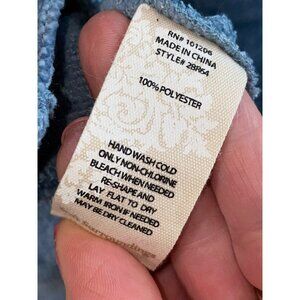 RN# 101206
MADE IN CHINA
STYLE# 2BR64
100% POLYESTER
HAND WASH COLD
ONLY NON-CHLORINE
BLEACH WHEN NEEDED
RE-SHAPE AND
LAY FLAT TO DRY
WARM IRON IF NEEDED
MAY BE DRY CLEANED